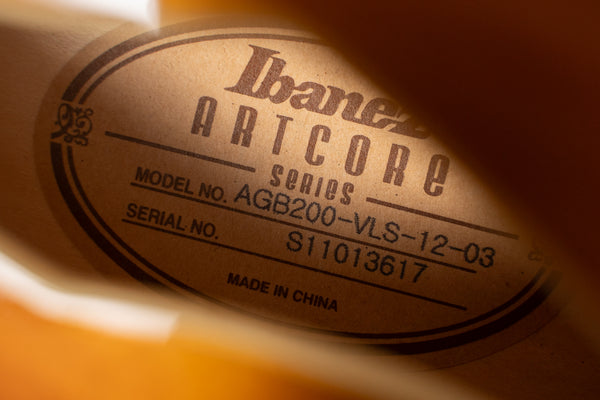 Ibanez
ARTCORE
SERIES
MODEL NO. AGB200-VLS-12-03
SERIAL NO. S11013617
MADE IN CHINA